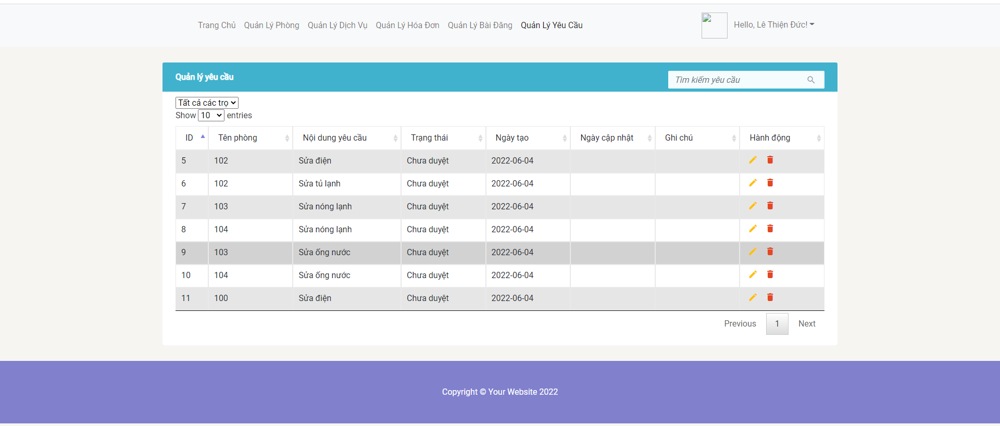 Trang Chủ Quản Lý Phòng Quản Lý Dịch Vụ Quản Lý Hóa Đơn Quản Lý Bài Đăng Quản Lý Yêu Cầu Hello, Lê Thiện Đức!
Quản lý yêu cầu Tìm kiếm yêu cầu
Tất cả các trọ
Show 10 entries
ID Tên phòng Nội dung yêu cầu Trạng thái Ngày tạo Ngày cập nhật Ghi chú Hành động
5 102 Sửa điện Chưa duyệt 2022-06-04
6 102 Sửa tủ lạnh Chưa duyệt 2022-06-04
7 103 Sửa nóng lạnh Chưa duyệt 2022-06-04
8 104 Sửa nóng lạnh Chưa duyệt 2022-06-04
9 103 Sửa ống nước Chưa duyệt 2022-06-04
10 104 Sửa ống nước Chưa duyệt 2022-06-04
11 100 Sửa điện Chưa duyệt 2022-06-04
Previous 1 Next
Copyright © Your Website 2022